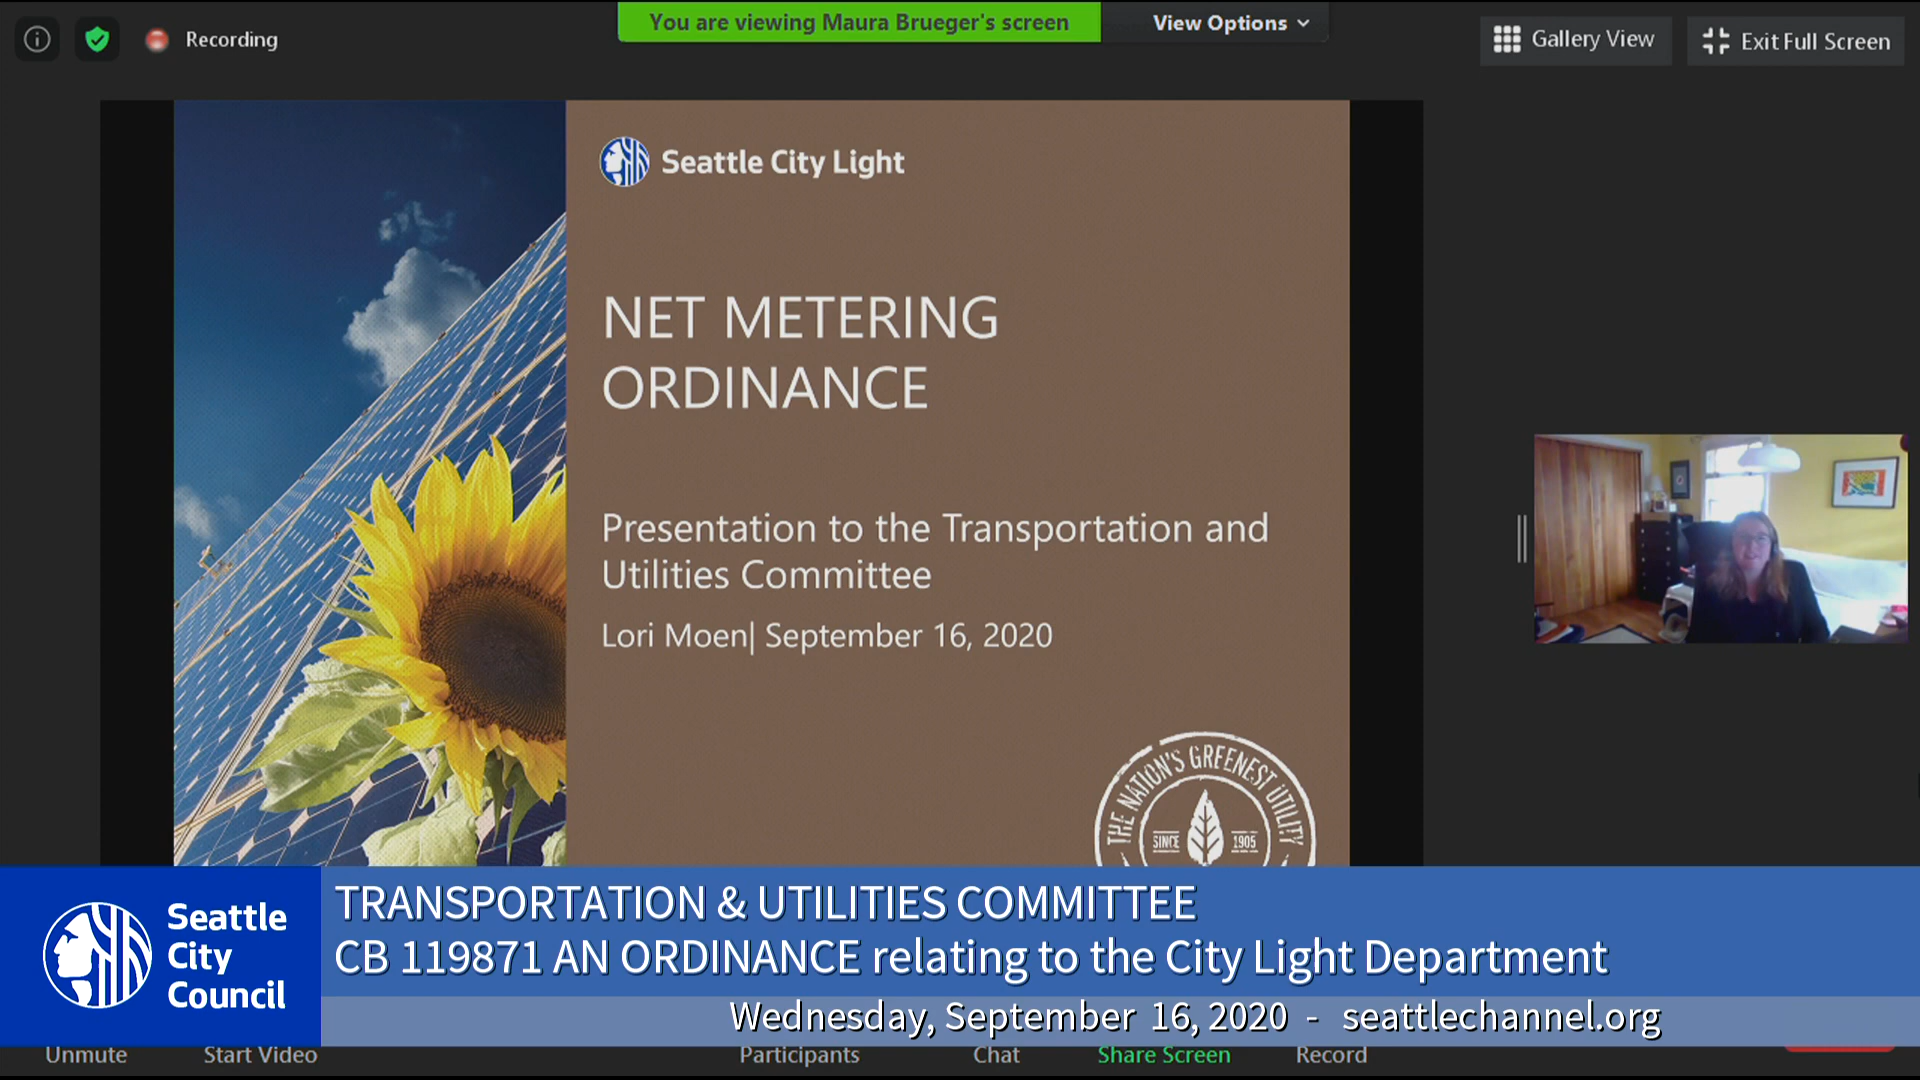 You are viewing Maura Brueger's screen
View Options
Recording
Gallery View
Exit Full Screen
Seattle City Light
NET METERING
ORDINANCE
Presentation to the Transportation and
Utilities Committee
Lori Moen| September 16, 2020
THE NATION'S GREENEST UTILITY
SINCE 1905
Seattle
City
Council
TRANSPORTATION & UTILITIES COMMITTEE
CB 119871 AN ORDINANCE relating to the City Light Department
Wednesday, September 16, 2020 - seattlechannel.org
Unmute
Start Video
Participants
Chat
Share Screen
Record